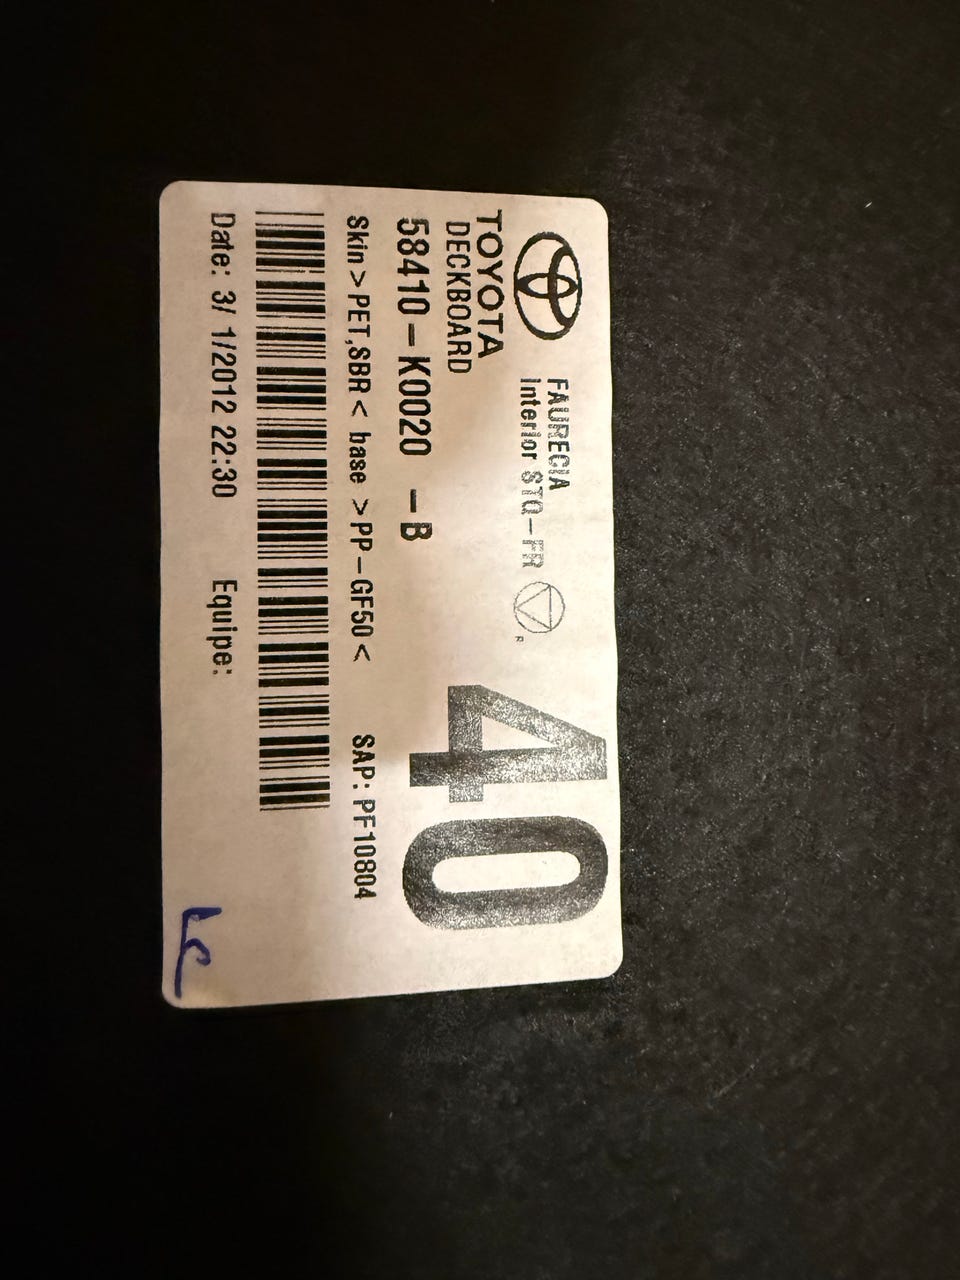 FAURECIA
Interior STQ-FR
R
TOYOTA
DECKBOARD
58410-K0020 -B
40
Skin > PET,SBR < base > PP-GF50 < SAP: PF10804
Date: 3/ 1/2012 22:30 Equipe: